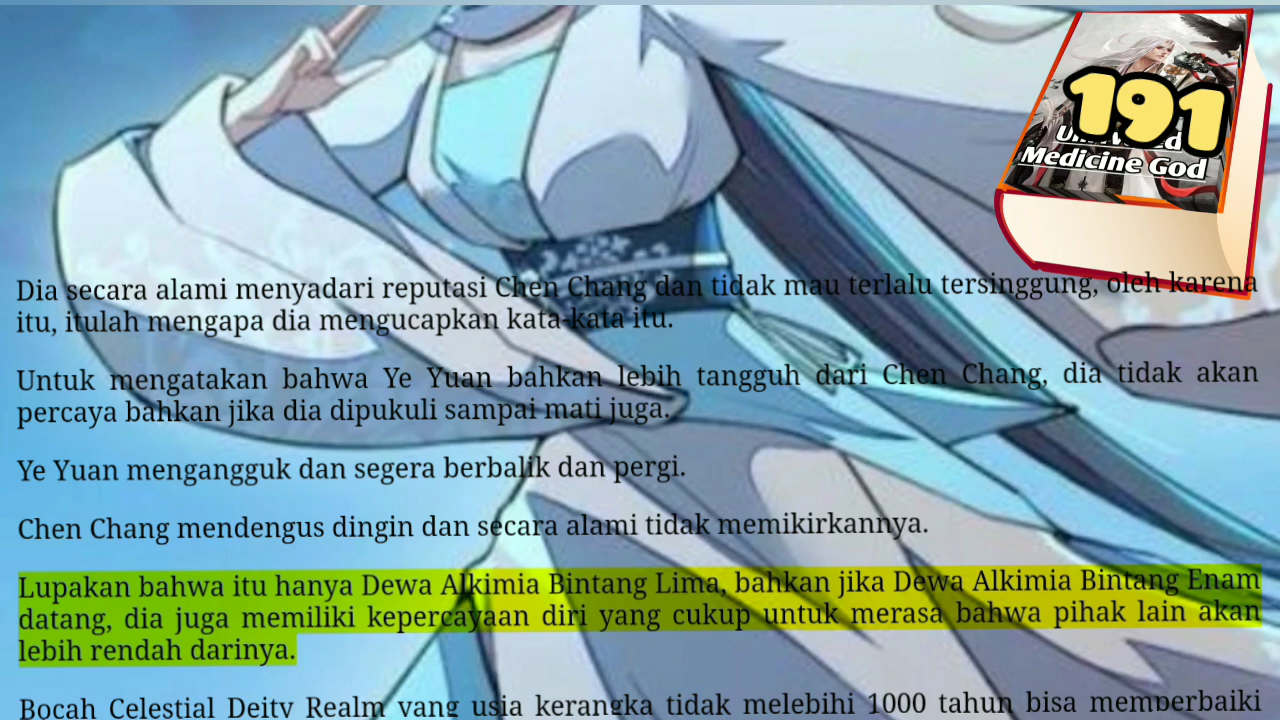 191
Medicine God
Dia secara alami menyadari reputasi Chen Chang dan tidak mau terlalu tersinggung, oleh karena
itu, itulah mengapa dia mengucapkan kata-kata itu.
Untuk mengatakan bahwa Ye Yuan bahkan lebih tangguh dari Chen Chang, dia tidak akan
percaya bahkan jika dia dipukuli sampai mati juga.
Ye Yuan mengangguk dan segera berbalik dan pergi.
Chen Chang mendengus dingin dan secara alami tidak memikirkannya.
Lupakan bahwa itu hanya Dewa Alkimia Bintang Lima, bahkan jika Dewa Alkimia Bintang Enam
datang, dia juga memiliki kepercayaan diri yang cukup untuk merasa bahwa pihak lain akan
lebih rendah darinya.
Bocah Celestial Deity Realm yang usia kerangka tidak melebihi 1000 tahun bisa memperbaiki